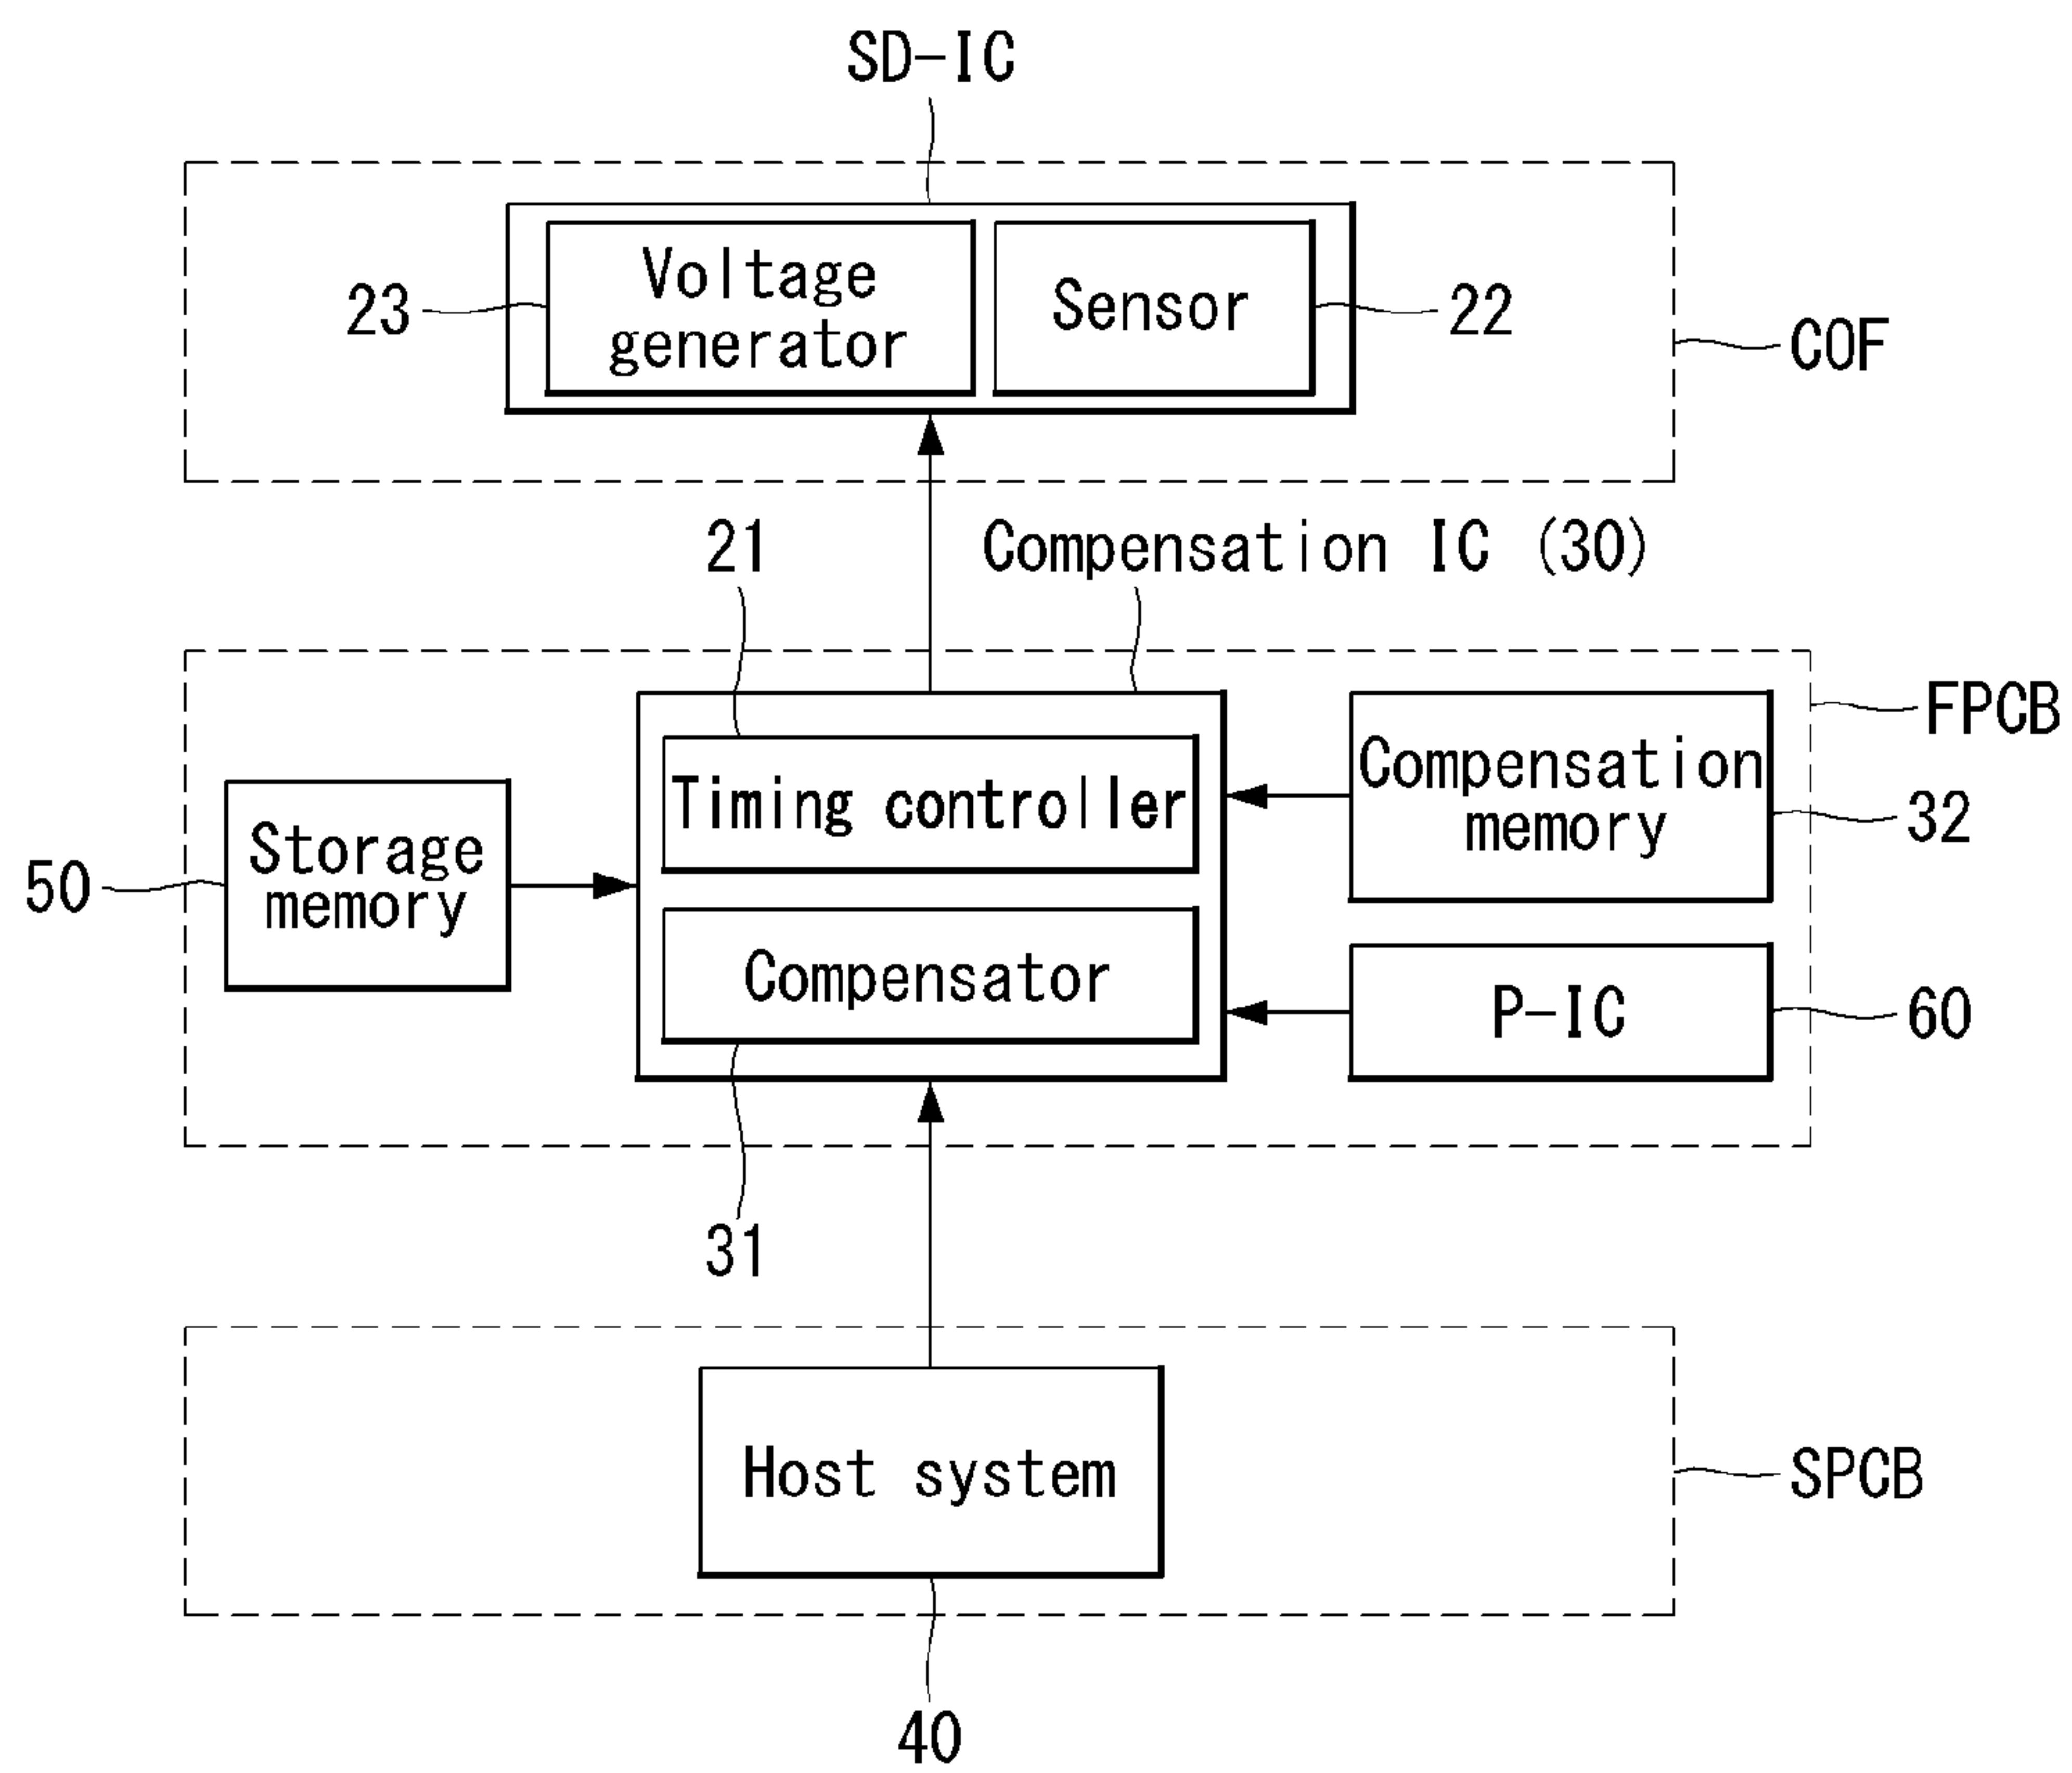 SD-IC
Voltage
generator
Sensor
23
22
COF
21
Compensation IC (30)
FPCB
Timing controller
Compensation
memory
32
Storage
memory
50
Compensator
P-IC
60
31
Host system
SPCB
40